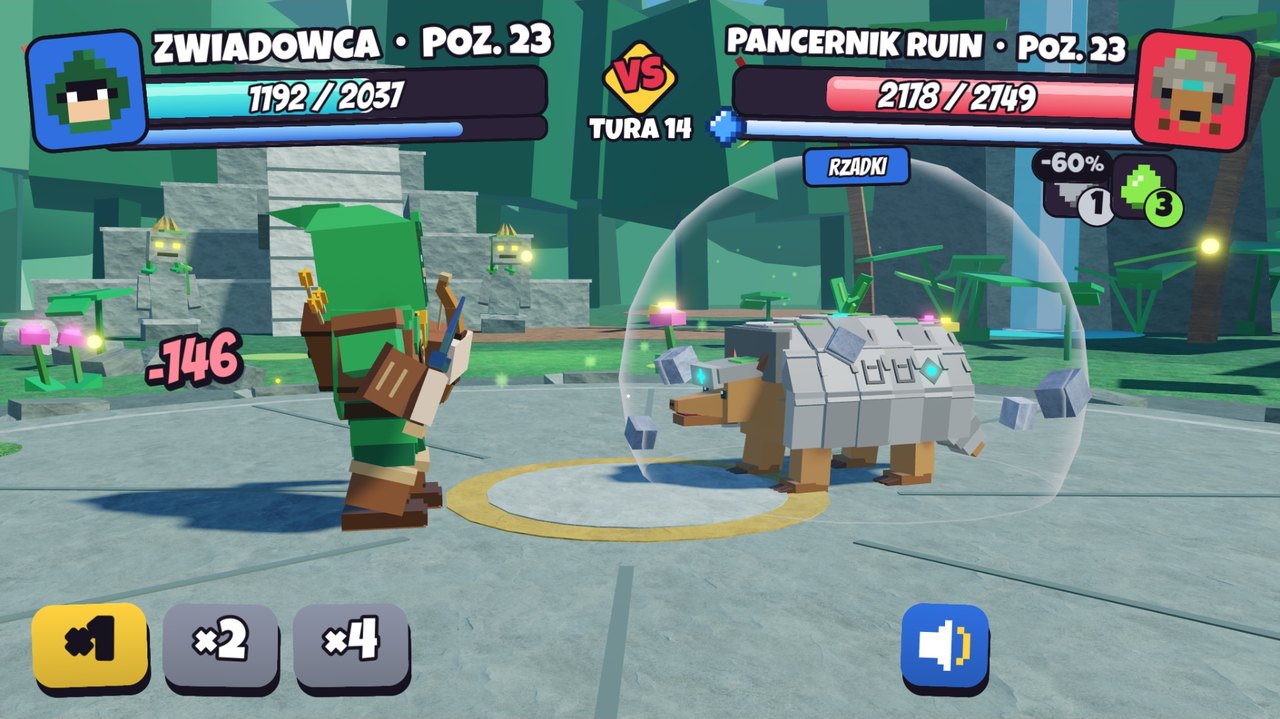 ZWIADOWCA • POZ. 23
1192 / 2037
VS
TURA 14
PANCERNIK RUIN • POZ. 23
2178 / 2749
RZADKI
-60%
1
3
-146
×1
×2
×4